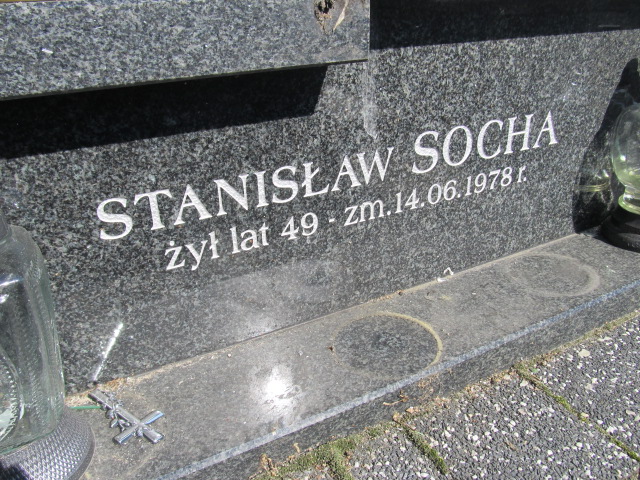 STANISŁAW SOCHA
żył lat 49 - zm.14.06.1978 r.